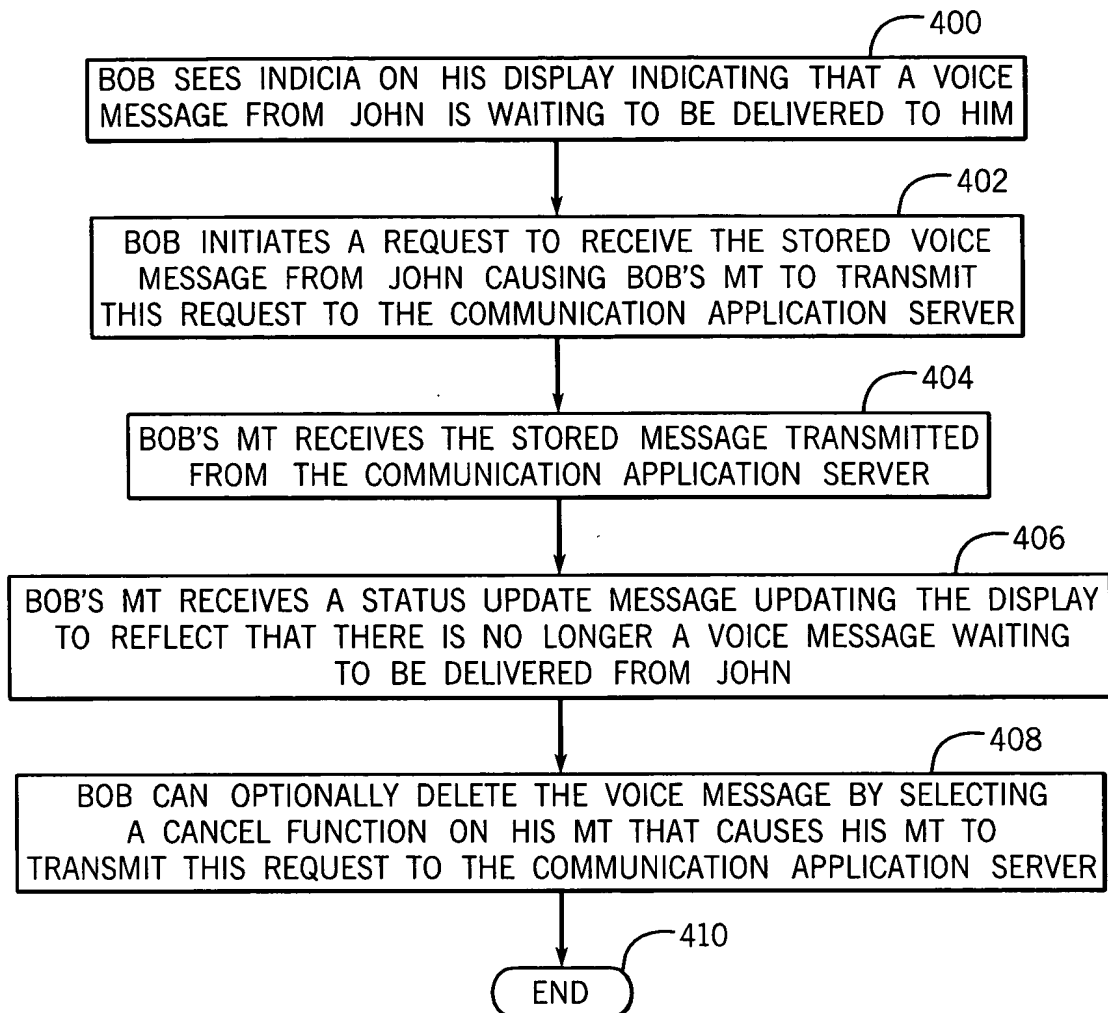 400
BOB SEES INDICIA ON HIS DISPLAY INDICATING THAT A VOICE
MESSAGE FROM JOHN IS WAITING TO BE DELIVERED TO HIM
402
BOB INITIATES A REQUEST TO RECEIVE THE STORED VOICE
MESSAGE FROM JOHN CAUSING BOB'S MT TO TRANSMIT
THIS REQUEST TO THE COMMUNICATION APPLICATION SERVER
404
BOB'S MT RECEIVES THE STORED MESSAGE TRANSMITTED
FROM THE COMMUNICATION APPLICATION SERVER
406
BOB'S MT RECEIVES A STATUS UPDATE MESSAGE UPDATING THE DISPLAY
TO REFLECT THAT THERE IS NO LONGER A VOICE MESSAGE WAITING
TO BE DELIVERED FROM JOHN
408
BOB CAN OPTIONALLY DELETE THE VOICE MESSAGE BY SELECTING
A CANCEL FUNCTION ON HIS MT THAT CAUSES HIS MT TO
TRANSMIT THIS REQUEST TO THE COMMUNICATION APPLICATION SERVER
410
END